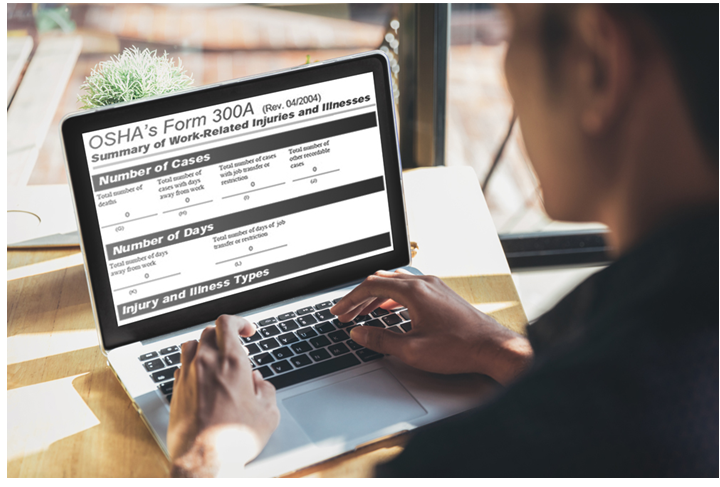 OSHA's Form 300A (Rev. 04/2004)
Summary of Work-Related Injuries and Illnesses
Number of Cases
Total number of
deaths
0
(G)
Total number of
cases with days
away from work
0
(H)
Total number of cases
with job transfer or
restriction
0
(I)
Total number of
other recordable
cases
0
(J)
Number of Days
Total number of days
away from work
0
(K)
Total number of days of job
transfer or restriction
0
(L)
Injury and Illness Types